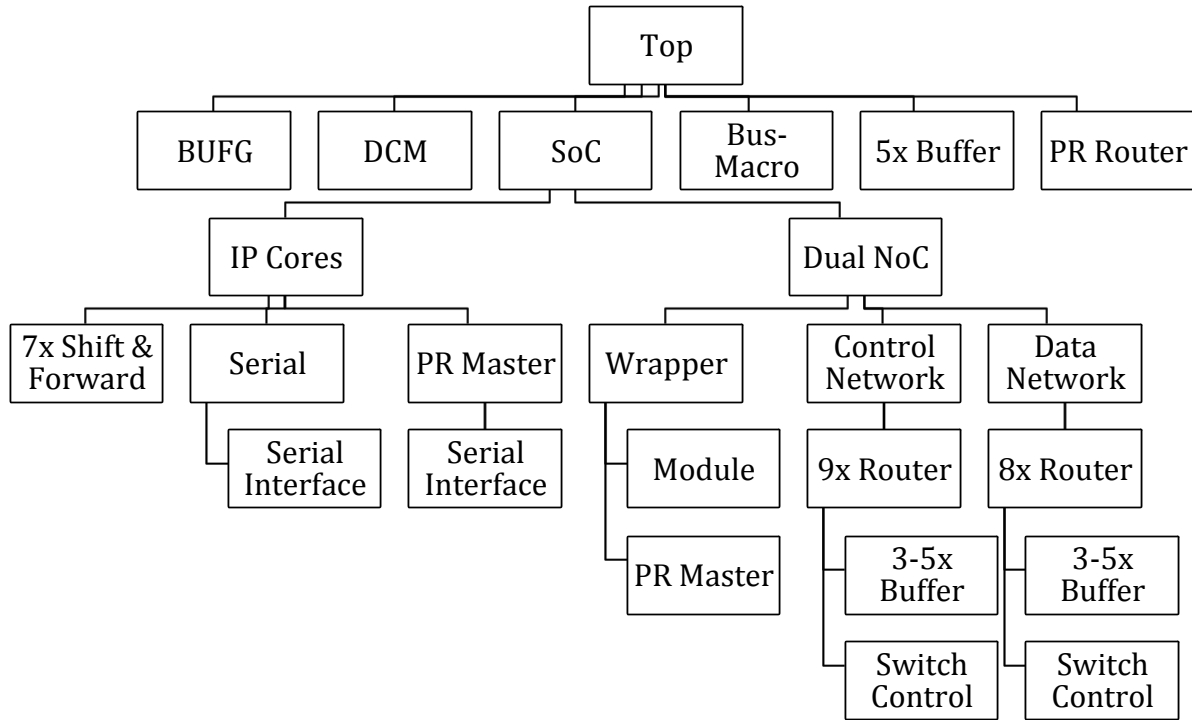 Top
BUFG
DCM
SoC
Bus-
Macro
5x Buffer
PR Router
IP Cores
Dual NoC
7x Shift &
Forward
Serial
PR Master
Wrapper
Control
Network
Data
Network
Serial
Interface
Serial
Interface
Module
9x Router
8x Router
PR Master
3-5x
Buffer
3-5x
Buffer
Switch
Control
Switch
Control